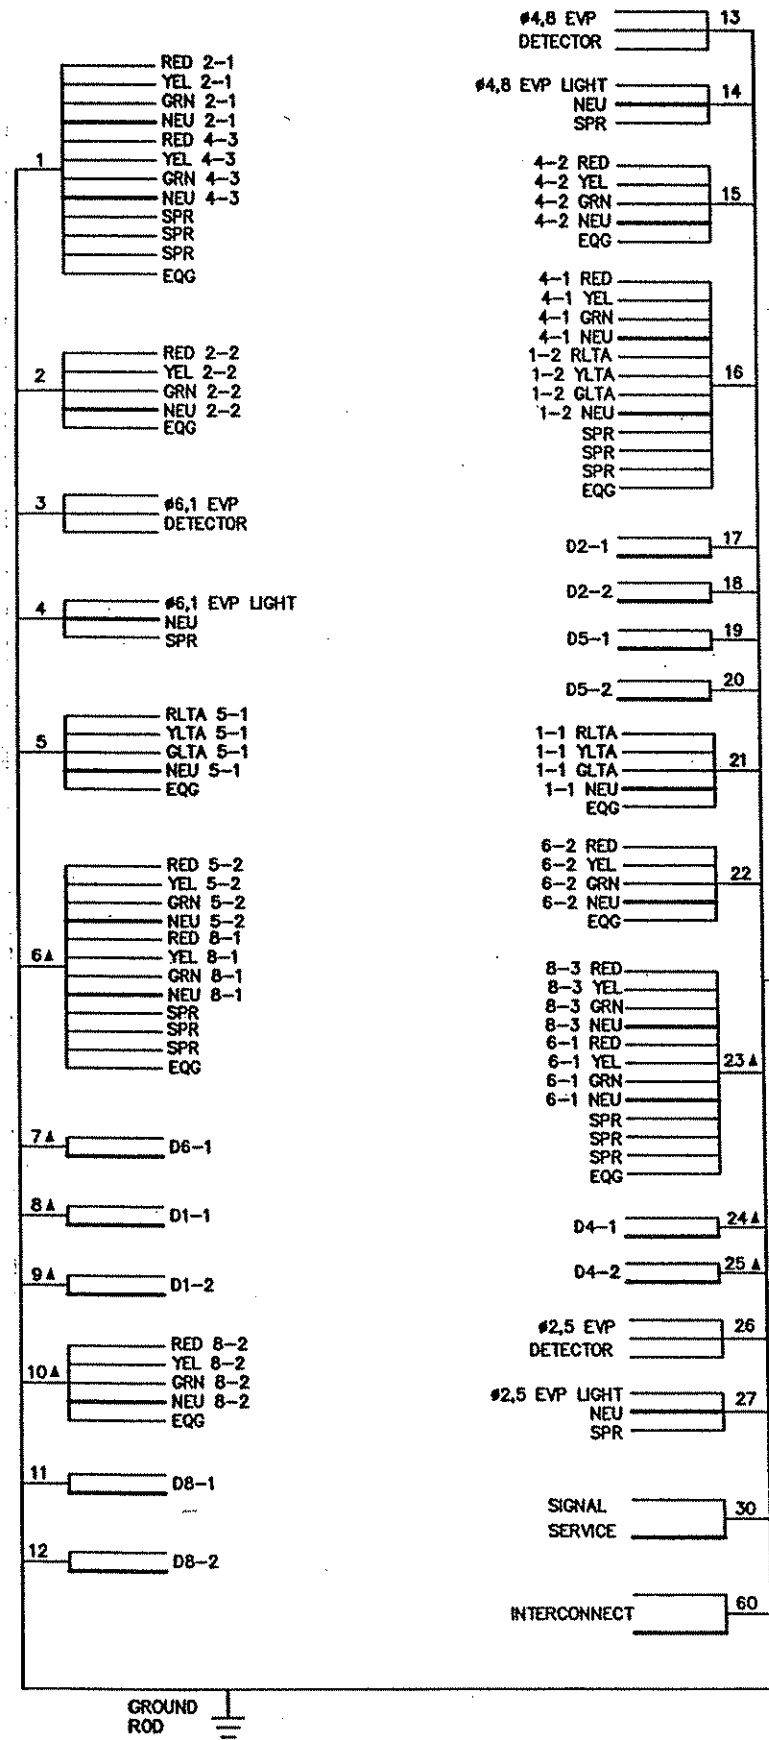 1
RED 2-1
YEL 2-1
GRN 2-1
NEU 2-1
RED 4-3
YEL 4-3
GRN 4-3
NEU 4-3
SPR
SPR
SPR
EQG
2
RED 2-2
YEL 2-2
GRN 2-2
NEU 2-2
EQG
3
ø6,1 EVP
DETECTOR
4
ø6,1 EVP LIGHT
NEU
SPR
5
RLTA 5-1
YLTA 5-1
GLTA 5-1
NEU 5-1
EQG
6▲
RED 5-2
YEL 5-2
GRN 5-2
NEU 5-2
RED 8-1
YEL 8-1
GRN 8-1
NEU 8-1
SPR
SPR
SPR
EQG
7▲
D6-1
8▲
D1-1
9▲
D1-2
10▲
RED 8-2
YEL 8-2
GRN 8-2
NEU 8-2
EQG
11
D8-1
12
D8-2
GROUND
ROD
ø4,8 EVP
DETECTOR
13
ø4,8 EVP LIGHT
NEU
SPR
14
4-2 RED
4-2 YEL
4-2 GRN
4-2 NEU
EQG
15
4-1 RED
4-1 YEL
4-1 GRN
4-1 NEU
1-2 RLTA
1-2 YLTA
1-2 GLTA
1-2 NEU
SPR
SPR
SPR
EQG
16
D2-1
17
D2-2
18
D5-1
19
D5-2
20
1-1 RLTA
1-1 YLTA
1-1 GLTA
1-1 NEU
EQG
21
6-2 RED
6-2 YEL
6-2 GRN
6-2 NEU
EQG
22
8-3 RED
8-3 YEL
8-3 GRN
8-3 NEU
6-1 RED
6-1 YEL
6-1 GRN
6-1 NEU
SPR
SPR
SPR
EQG
23▲
D4-1
24▲
D4-2
25▲
ø2,5 EVP
DETECTOR
26
ø2,5 EVP LIGHT
NEU
SPR
27
SIGNAL
SERVICE
30
INTERCONNECT
60